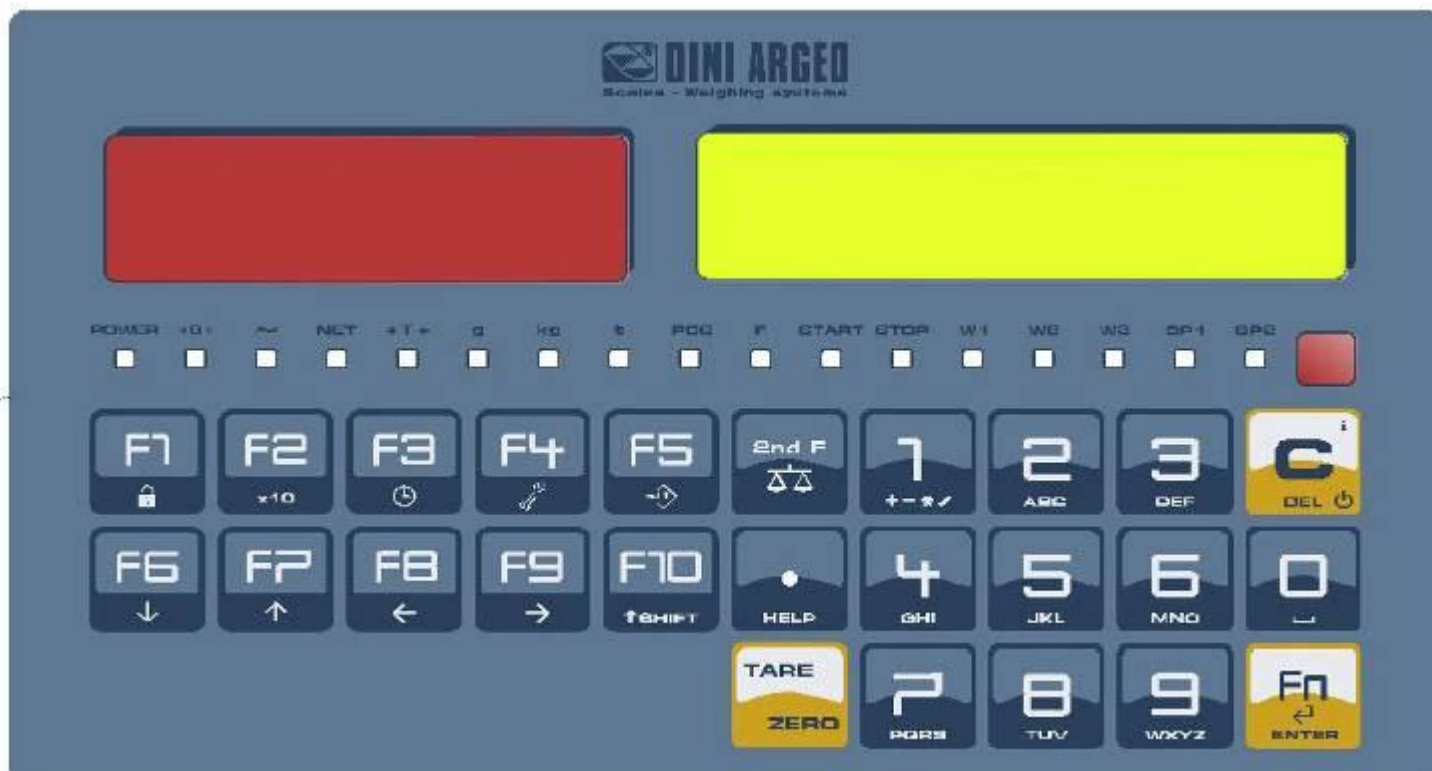 DINI ARGEO
Scales - Weighing systems
POWER →0← ~ NET →T← g kg t PCS F START STOP W1 W2 W3 SP1 SP2
F1 F2 F3 F4 F5 2nd F 1 2 3 C i
×10 + - * / ABC DEF DEL
F6 F7 F8 F9 F10 . 4 5 6 0
↓ ↑ ← → ↑SHIFT HELP GHI JKL MNO ␣
TARE 7 8 9 Fn
ZERO PQRS TUV WXYZ ENTER